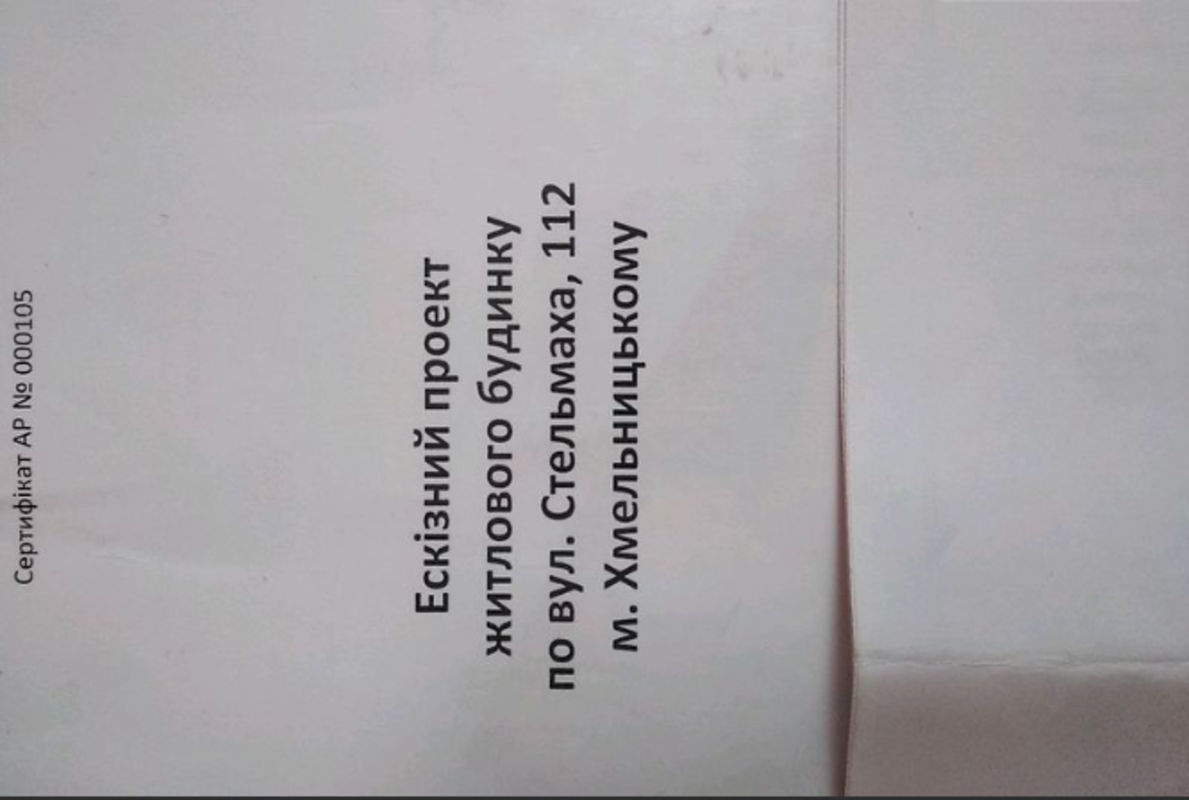 Сертифікат АР № 000105
Ескізний проект
житлового будинку
по вул. Стельмаха, 112
м. Хмельницькому